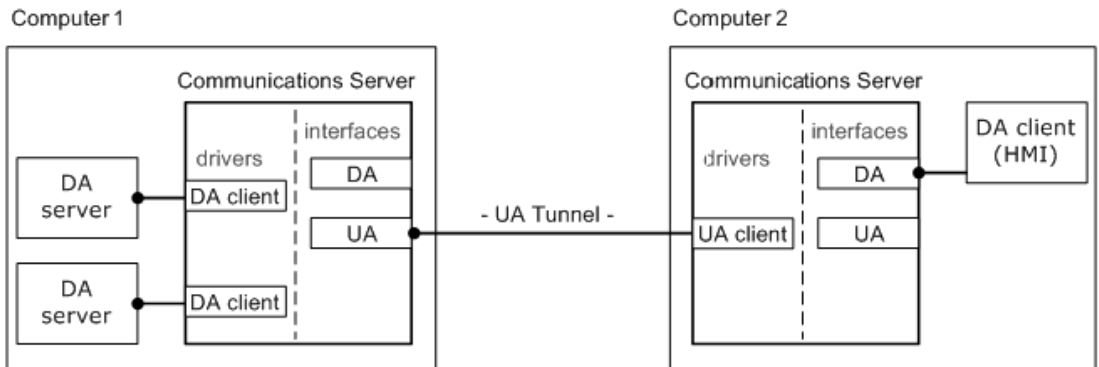 Computer 1
Computer 2
Communications Server
Communications Server
drivers
interfaces
DA
server
DA client
DA
UA
DA
server
DA client
- UA Tunnel -
drivers
interfaces
UA client
DA
UA
DA client
(HMI)